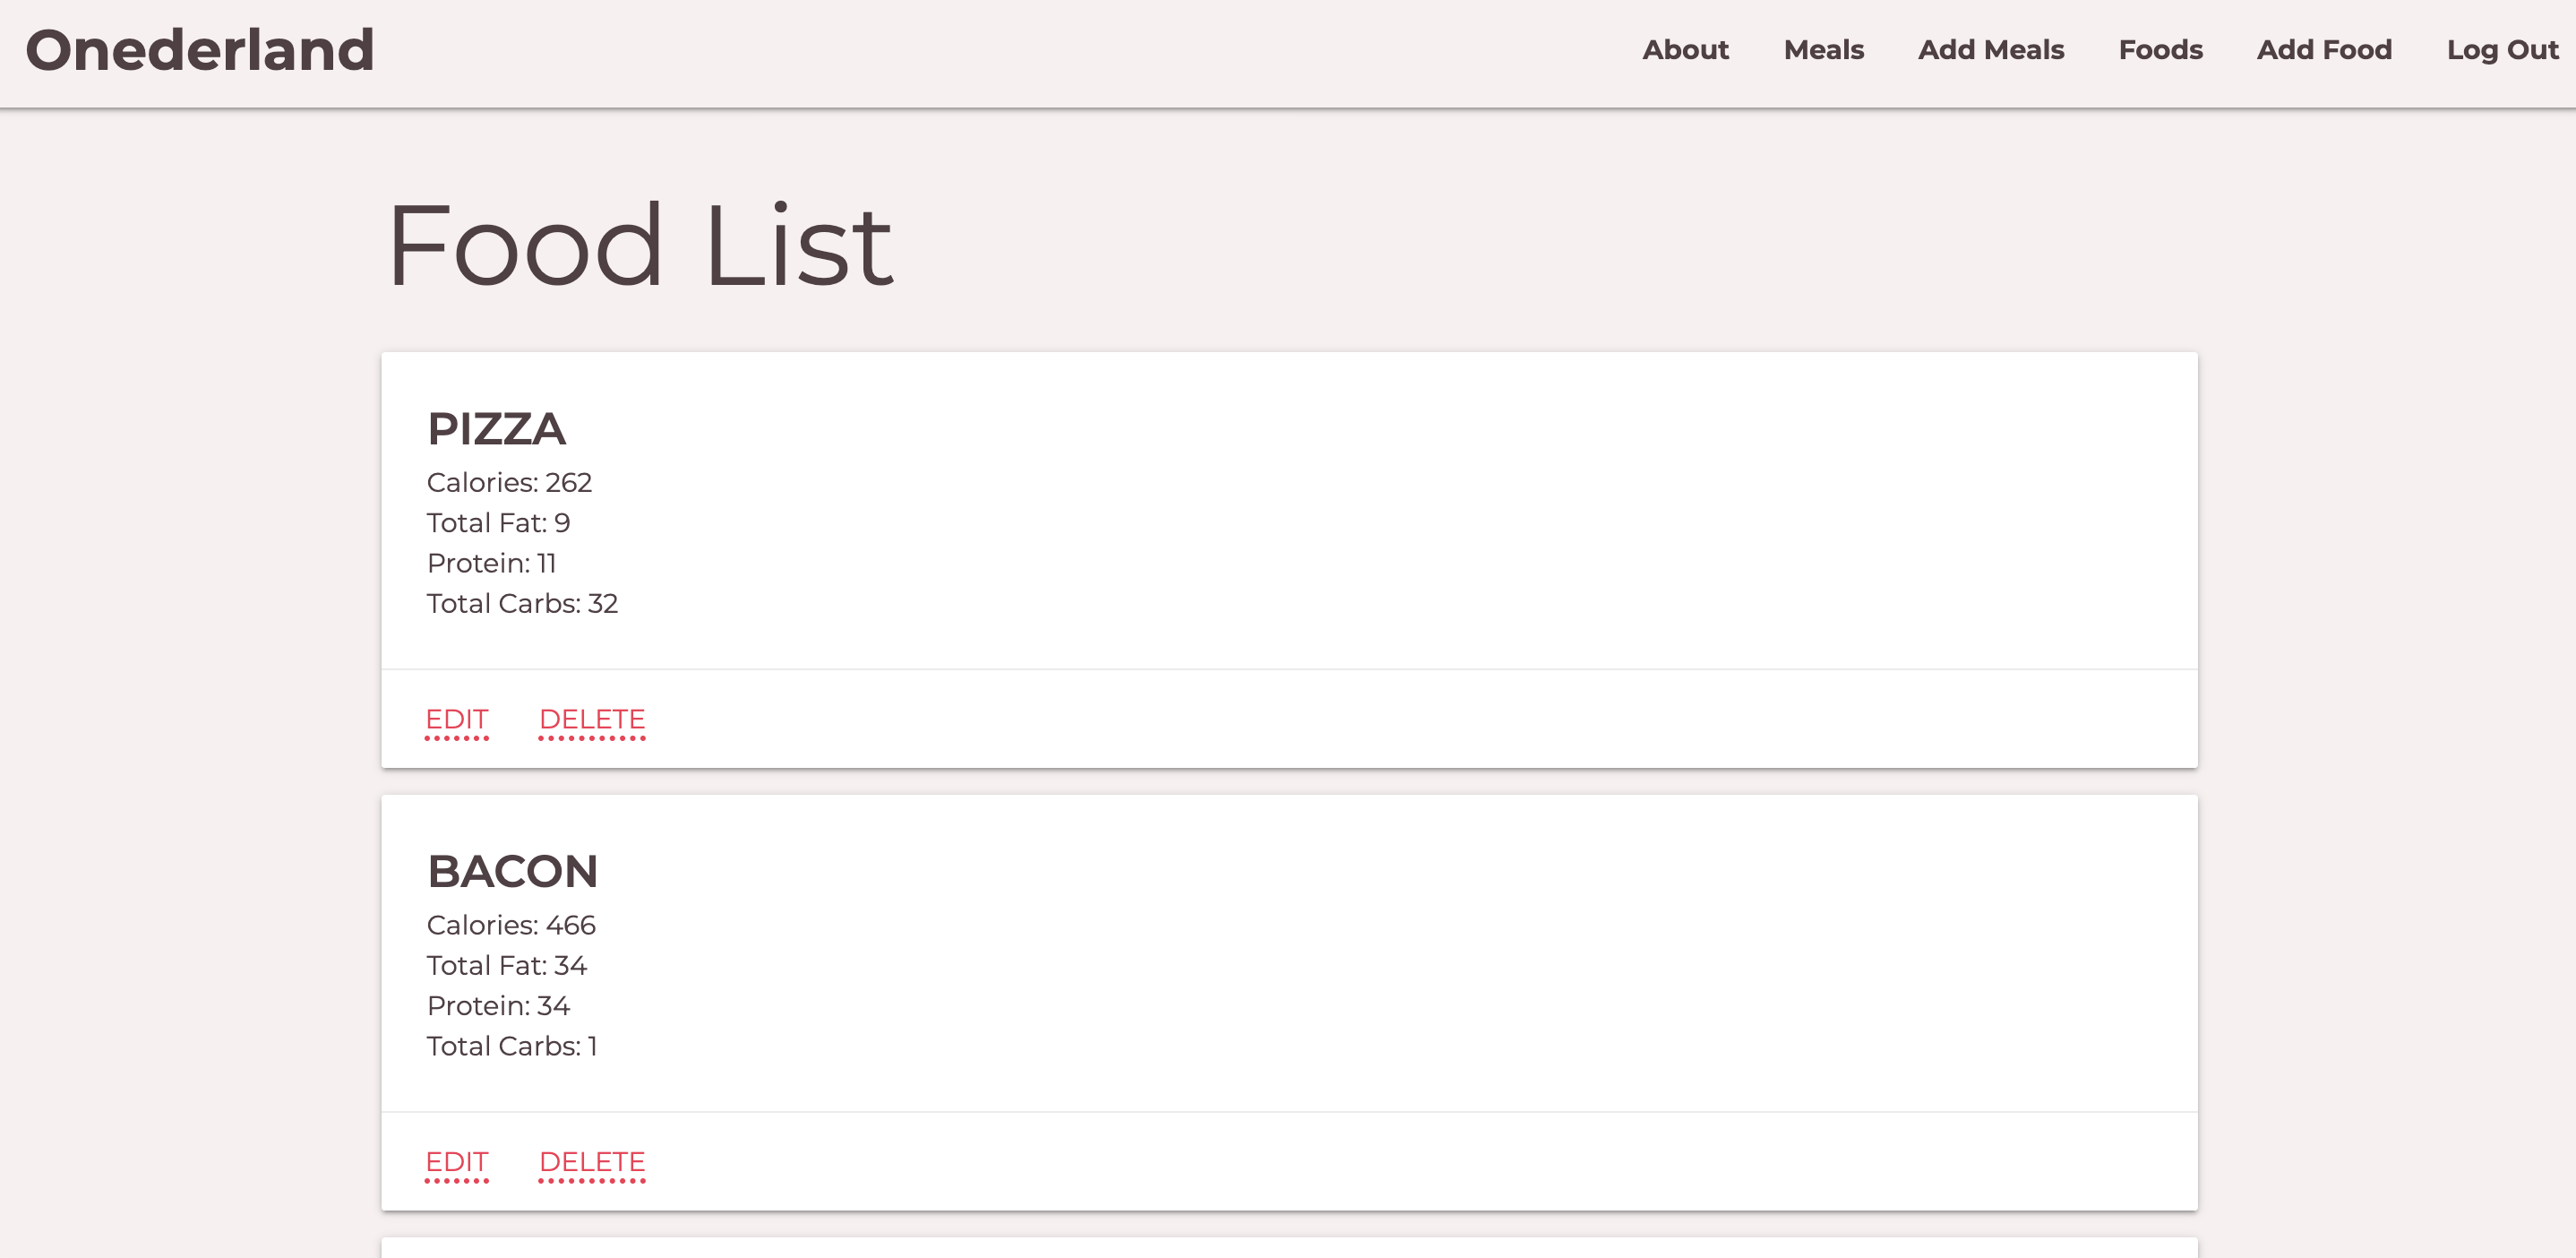 Onederland About Meals Add Meals Foods Add Food Log Out
Food List
PIZZA
Calories: 262
Total Fat: 9
Protein: 11
Total Carbs: 32
EDIT DELETE
BACON
Calories: 466
Total Fat: 34
Protein: 34
Total Carbs: 1
EDIT DELETE